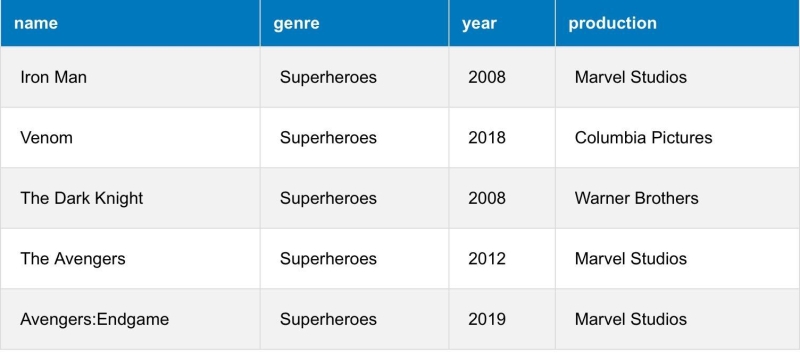 name genre year production
Iron Man Superheroes 2008 Marvel Studios
Venom Superheroes 2018 Columbia Pictures
The Dark Knight Superheroes 2008 Warner Brothers
The Avengers Superheroes 2012 Marvel Studios
Avengers:Endgame Superheroes 2019 Marvel Studios